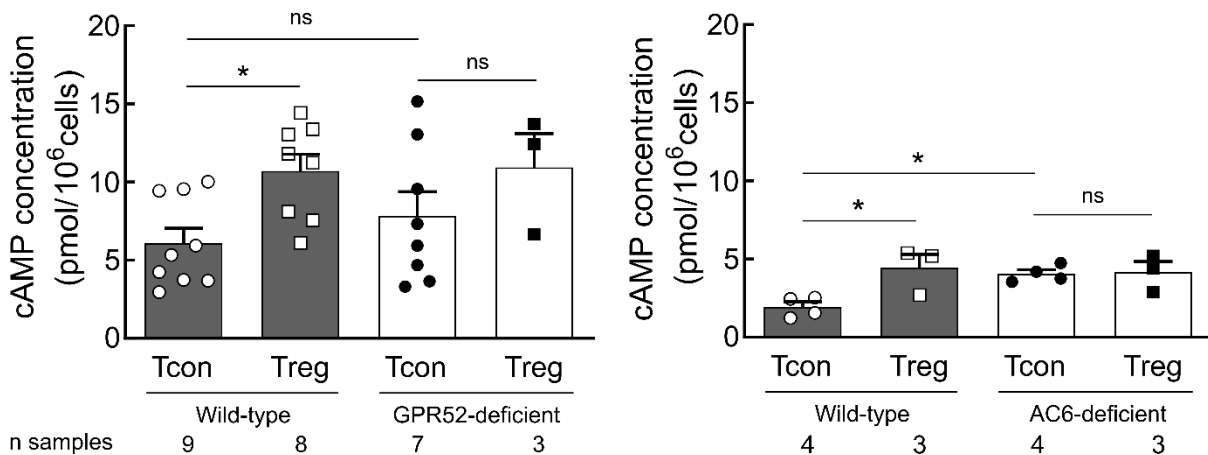 cAMP concentration
(pmol/10⁶cells)
20
15
10
5
0
ns
*
ns
Tcon Treg Tcon Treg
Wild-type GPR52-deficient
n samples 9 8 7 3
cAMP concentration
(pmol/10⁶cells)
20
15
10
5
0
*
*
ns
Tcon Treg Tcon Treg
Wild-type AC6-deficient
4 3 4 3